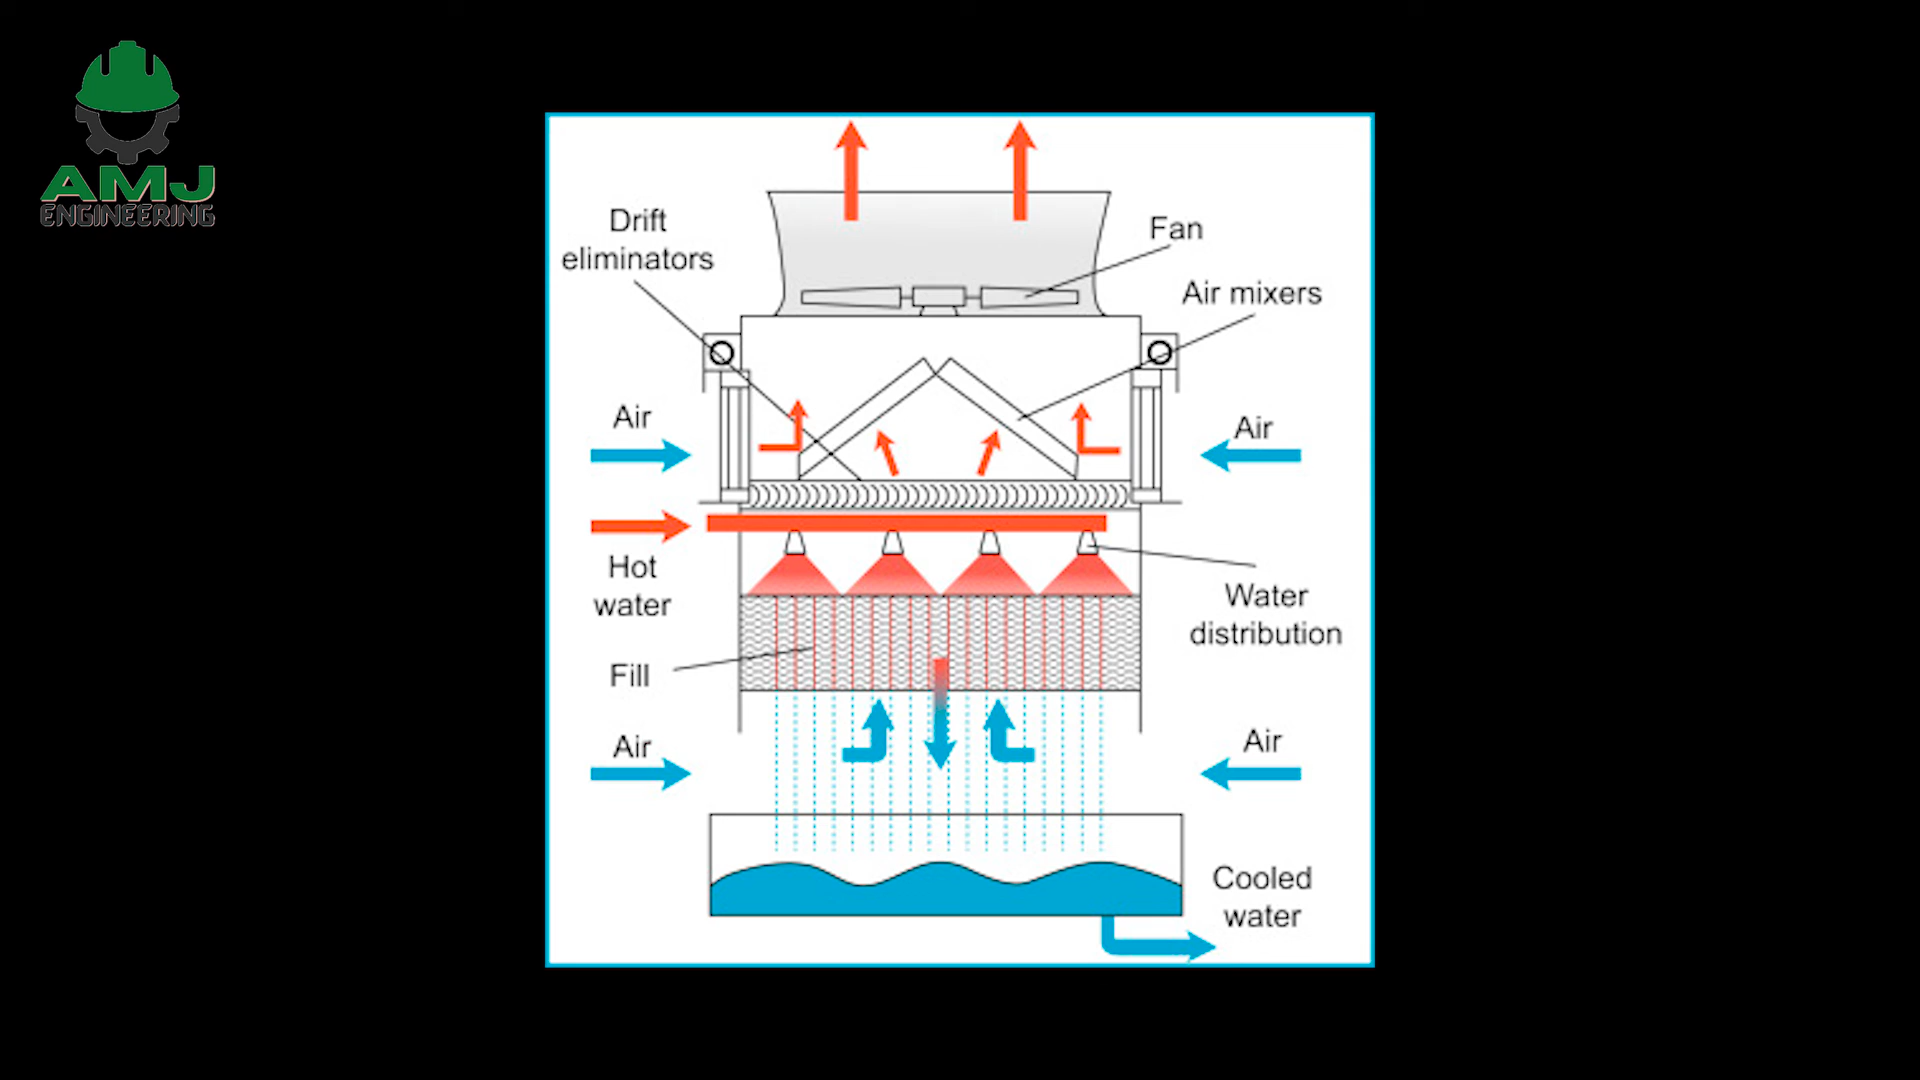 AMJ
ENGINEERING
Drift
eliminators
Fan
Air mixers
Air
Air
Hot
water
Water
distribution
Fill
Air
Air
Cooled
water